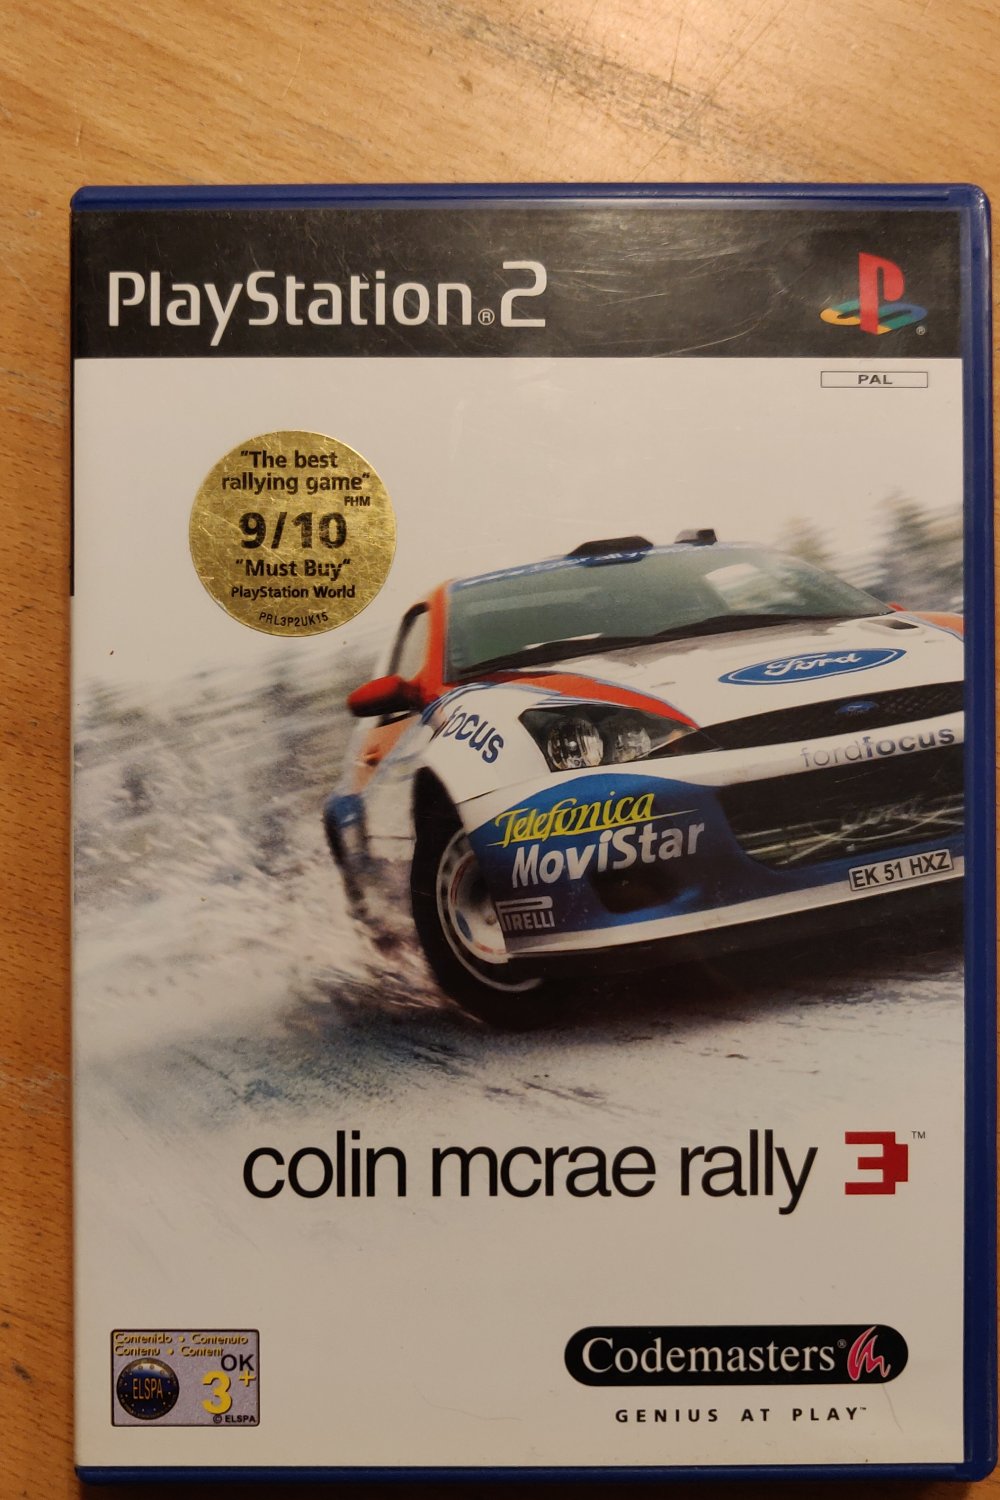 PlayStation®2
PAL
"The best
rallying game"
FHM
9/10
"Must Buy"
PlayStation World
PRL3P2UK15
Ford
focus
fordfocus
Telefónica
MoviStar
EK 51 HXZ
PIRELLI
colin mcrae rally 3™
Contenido • Contenuto
Contenu • Content
OK
ELSPA
3+
© ELSPA
Codemasters®
GENIUS AT PLAY™